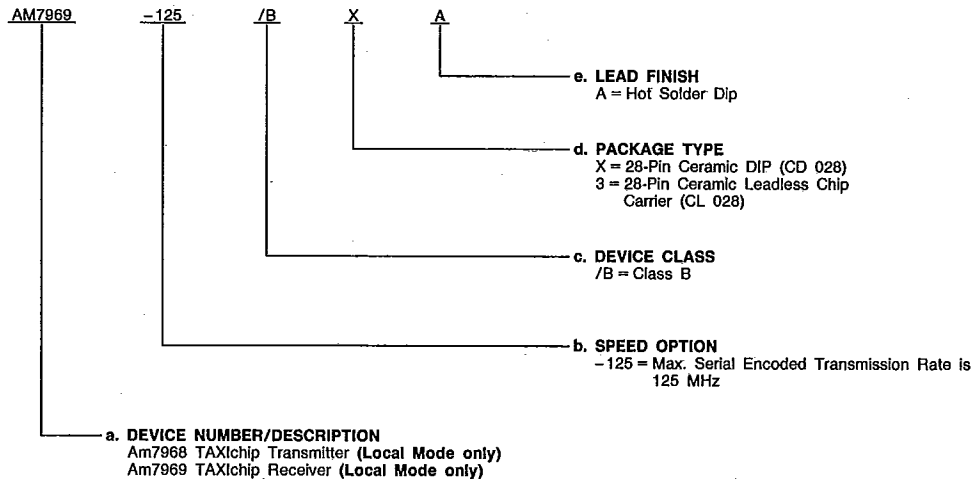 AM7969 -125 /B X A
e. LEAD FINISH
A = Hot Solder Dip
d. PACKAGE TYPE
X = 28-Pin Ceramic DIP (CD 028)
3 = 28-Pin Ceramic Leadless Chip
Carrier (CL 028)
c. DEVICE CLASS
/B = Class B
b. SPEED OPTION
-125 = Max. Serial Encoded Transmission Rate is
125 MHz
a. DEVICE NUMBER/DESCRIPTION
Am7968 TAXIchip Transmitter (Local Mode only)
Am7969 TAXIchip Receiver (Local Mode only)